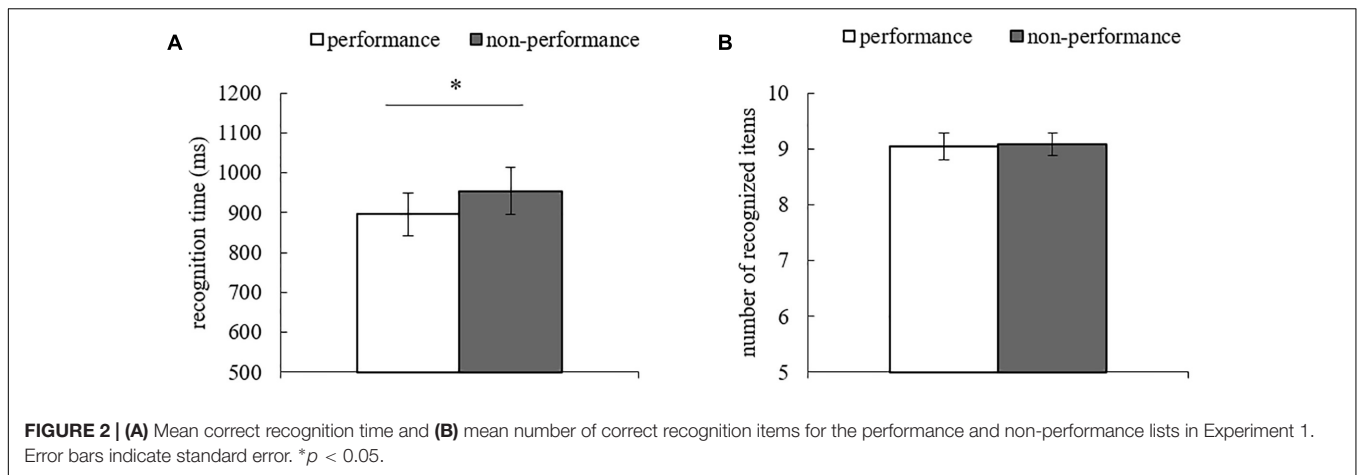 A
performance non-performance
*
recognition time (ms)
1200
1100
1000
900
800
700
600
500
B
performance non-performance
number of recognized items
10
9
8
7
6
5
FIGURE 2 | (A) Mean correct recognition time and (B) mean number of correct recognition items for the performance and non-performance lists in Experiment 1.
Error bars indicate standard error. *p < 0.05.